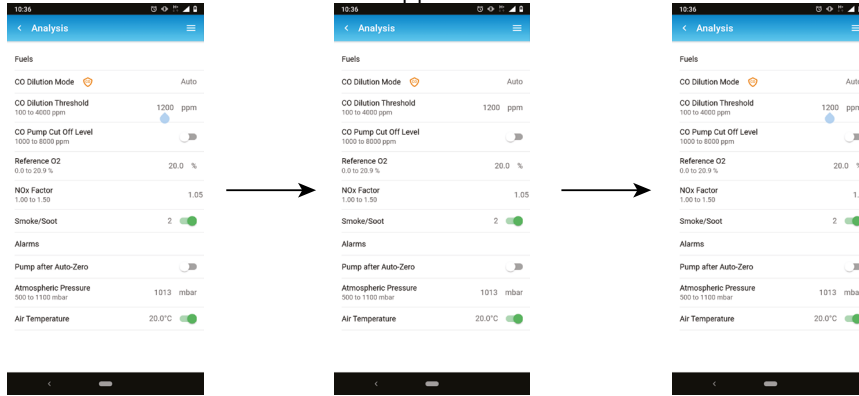 10:36
Analysis
Fuels
CO Dilution Mode Auto
CO Dilution Threshold
100 to 4000 ppm
1200 ppm
CO Pump Cut Off Level
1000 to 8000 ppm
Reference O2
0.0 to 20.9 %
20.0 %
NOx Factor
1.00 to 1.50
1.05
Smoke/Soot 2
Alarms
Pump after Auto-Zero
Atmospheric Pressure
500 to 1100 mbar
1013 mbar
Air Temperature 20.0°C
10:36
Analysis
Fuels
CO Dilution Mode Auto
CO Dilution Threshold
100 to 4000 ppm
1200 ppm
CO Pump Cut Off Level
1000 to 8000 ppm
Reference O2
0.0 to 20.9 %
20.0 %
NOx Factor
1.00 to 1.50
1.05
Smoke/Soot 2
Alarms
Pump after Auto-Zero
Atmospheric Pressure
500 to 1100 mbar
1013 mbar
Air Temperature 20.0°C
10:36
Analysis
Fuels
CO Dilution Mode Auto
CO Dilution Threshold
100 to 4000 ppm
1200 ppm
CO Pump Cut Off Level
1000 to 8000 ppm
Reference O2
0.0 to 20.9 %
20.0
NOx Factor
1.00 to 1.50
1.
Smoke/Soot 2
Alarms
Pump after Auto-Zero
Atmospheric Pressure
500 to 1100 mbar
1013 mba
Air Temperature 20.0°C